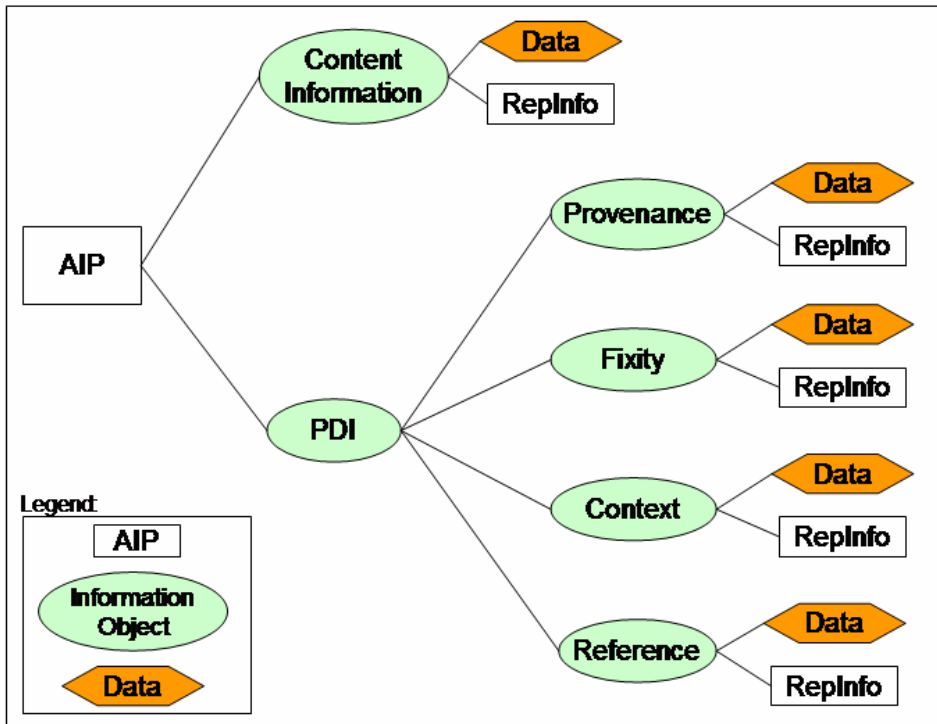 Content
Information
Data
RepInfo
AIP
PDI
Provenance
Data
RepInfo
Fixity
Data
RepInfo
Context
Data
RepInfo
Reference
Data
RepInfo
Legend:
AIP
Information
Object
Data